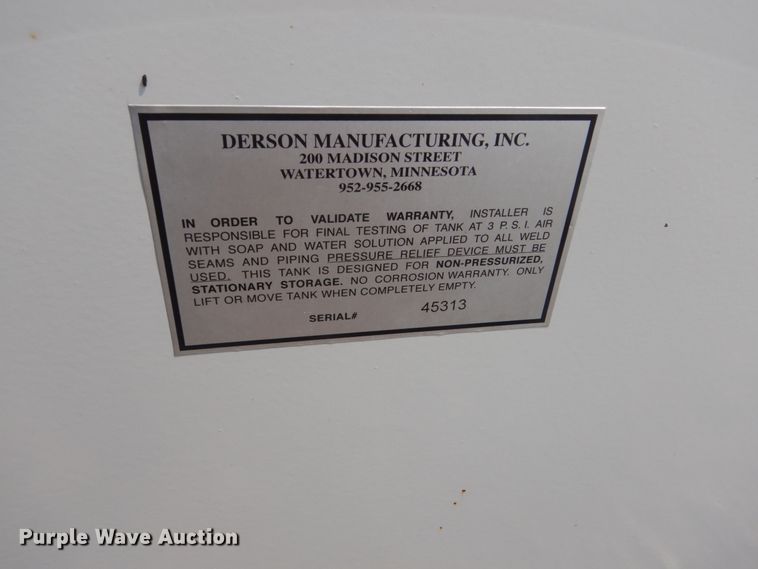 DERSON MANUFACTURING, INC.
200 MADISON STREET
WATERTOWN, MINNESOTA
952-955-2668
IN ORDER TO VALIDATE WARRANTY, INSTALLER IS
RESPONSIBLE FOR FINAL TESTING OF TANK AT 3 P.S.I. AIR
WITH SOAP AND WATER SOLUTION APPLIED TO ALL WELD
SEAMS AND PIPING PRESSURE RELIEF DEVICE MUST BE
USED. THIS TANK IS DESIGNED FOR NON-PRESSURIZED,
STATIONARY STORAGE. NO CORROSION WARRANTY. ONLY
LIFT OR MOVE TANK WHEN COMPLETELY EMPTY.
SERIAL# 45313
Purple Wave Auction